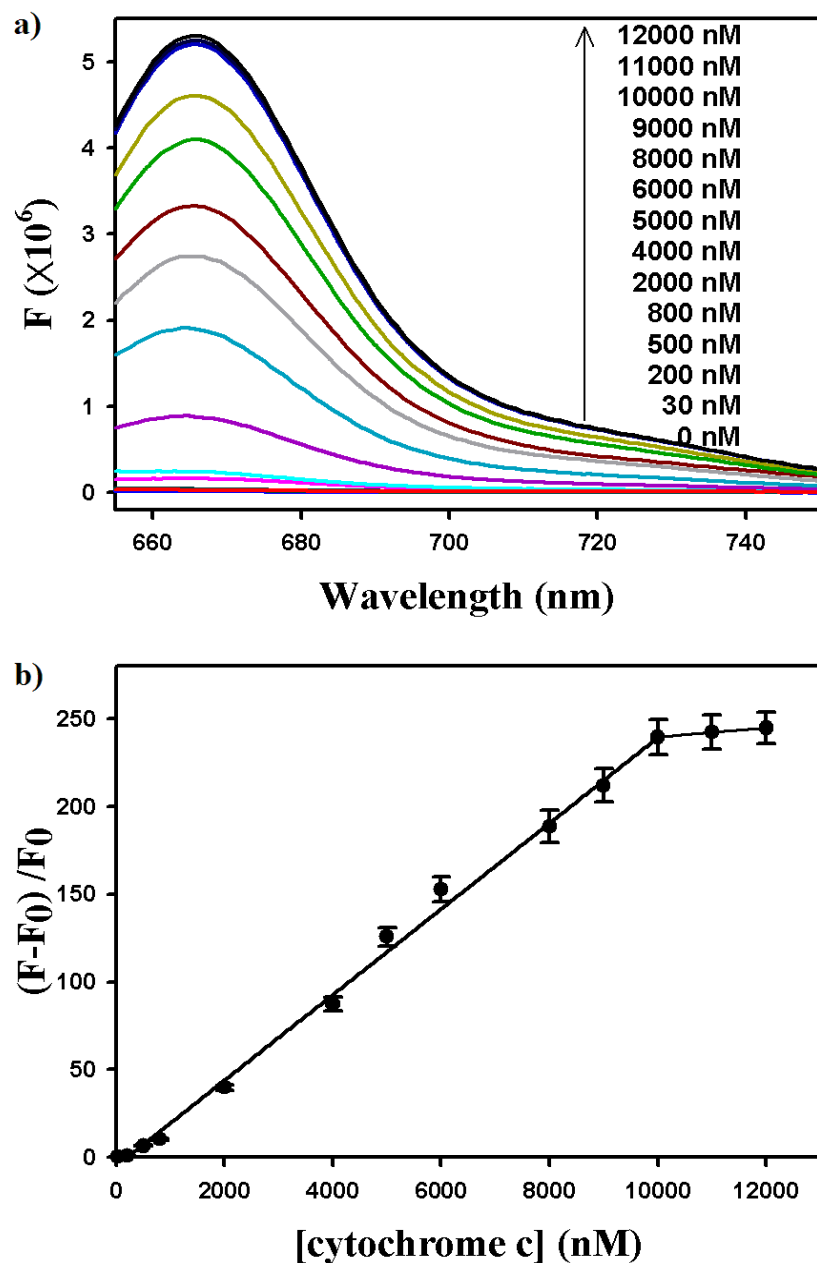 a)
12000 nM
11000 nM
10000 nM
9000 nM
8000 nM
6000 nM
5000 nM
4000 nM
2000 nM
800 nM
500 nM
200 nM
30 nM
0 nM
5
4
3
2
1
0
F (×10⁶)
660 680 700 720 740
Wavelength (nm)
b)
250
200
150
100
50
0
(F-F0) /F0
0 2000 4000 6000 8000 10000 12000
[cytochrome c] (nM)